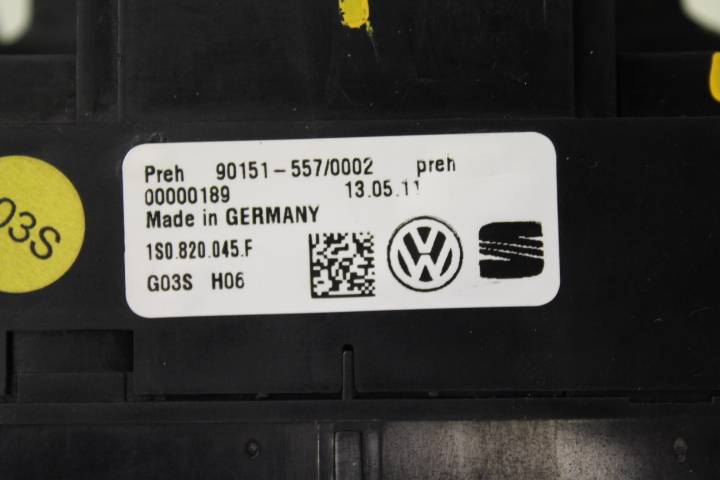 Preh 90151-557/0002 preh
00000189 13.05.11
Made in GERMANY
1S0.820.045.F
G03S H06
03S